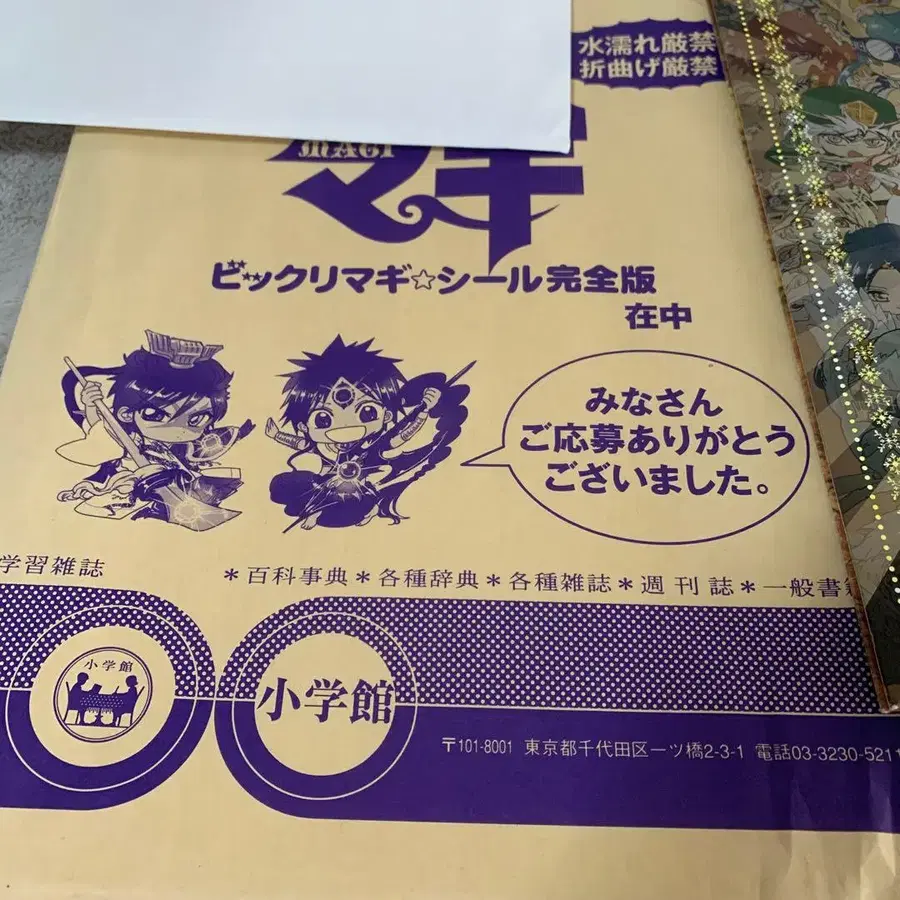 水濡れ厳禁
折曲げ厳禁
MAGI
マギ
ビックリマギ☆シール完全版
在中
みなさん
ご応募ありがとう
ございました。
学習雑誌 *百科事典*各種辞典*各種雑誌*週刊誌*一般書籍
小学館
小学館
〒101-8001 東京都千代田区一ツ橋2-3-1 電話03-3230-5211